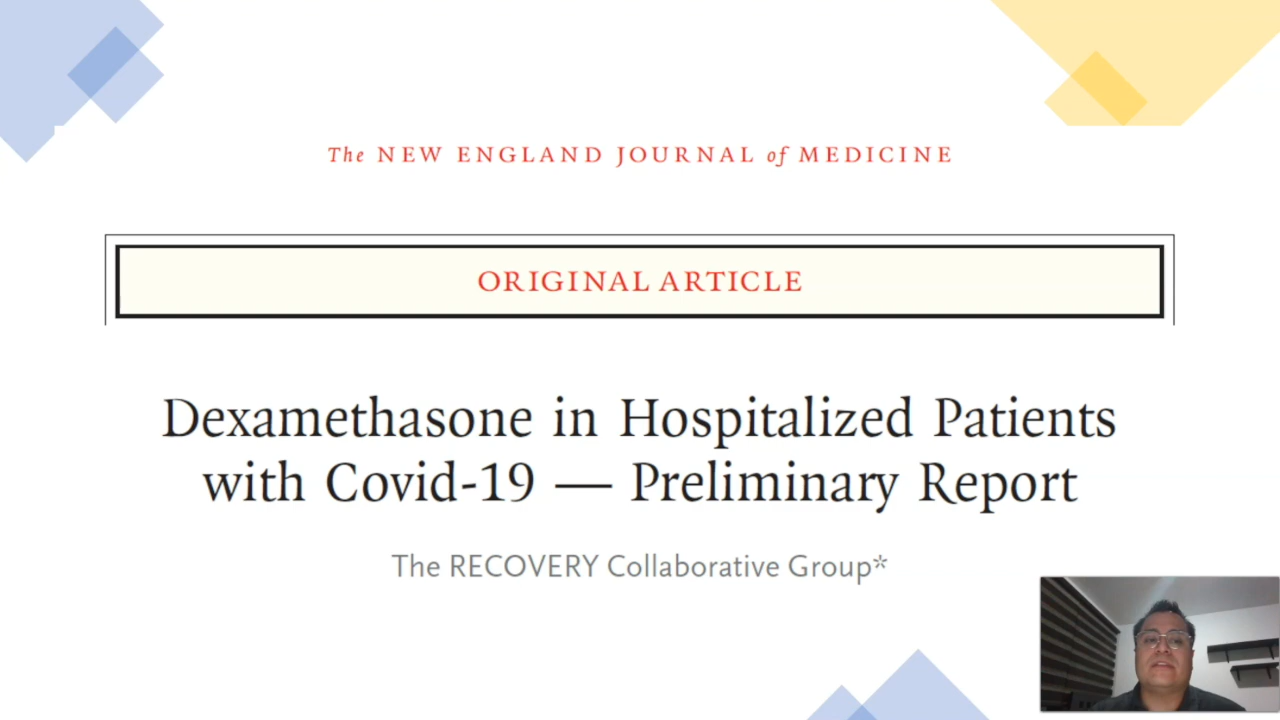 The NEW ENGLAND JOURNAL of MEDICINE
ORIGINAL ARTICLE
Dexamethasone in Hospitalized Patients
with Covid-19 — Preliminary Report
The RECOVERY Collaborative Group*